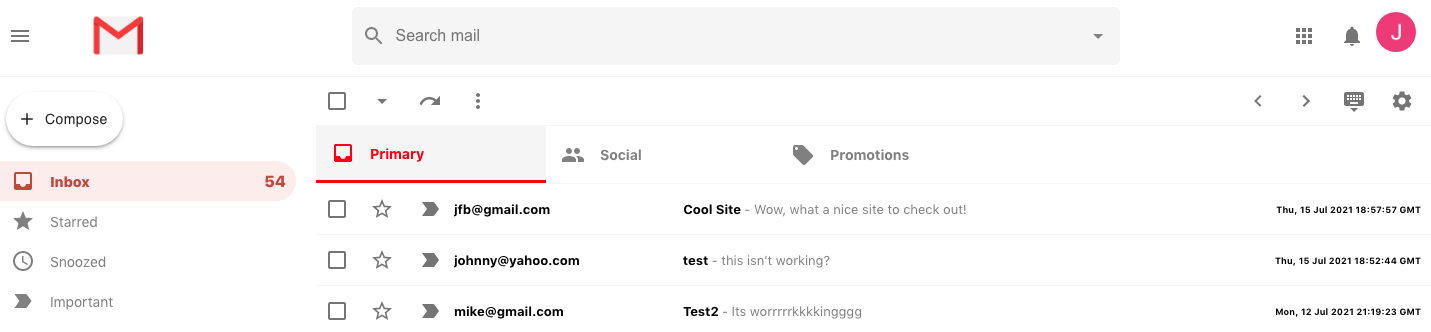 Search mail
J
Compose
Primary
Social
Promotions
Inbox 54
Starred
Snoozed
Important
jfb@gmail.com Cool Site - Wow, what a nice site to check out! Thu, 15 Jul 2021 18:57:57 GMT
johnny@yahoo.com test - this isn't working? Thu, 15 Jul 2021 18:52:44 GMT
mike@gmail.com Test2 - Its worrrrrkkkkingggg Mon, 12 Jul 2021 21:19:23 GMT